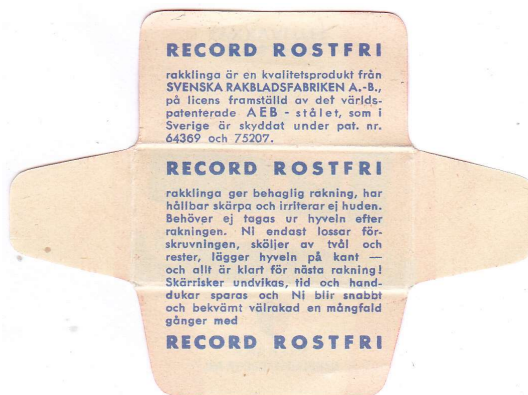 RECORD ROSTFRI
rakklinga är en kvalitetsprodukt från
SVENSKA RAKBLADSFABRIKEN A.-B.,
på licens framställd av det världs-
patenterade AEB - stålet, som i
Sverige är skyddat under pat. nr.
64369 och 75207.
RECORD ROSTFRI
rakklinga ger behaglig rakning, har
hållbar skärpa och irriterar ej huden.
Behöver ej tagas ur hyveln efter
rakningen. NI endast lossar för-
skruvningen, sköljer av tvål och
rester, lägger hyveln på kant —
och allt är klart för nästa rakning!
Skärrisker undvikas, tid och hand-
dukar sparas och Ni blir snabbt
och bekvämt välrakad en mångfald
gånger med
RECORD ROSTFRI